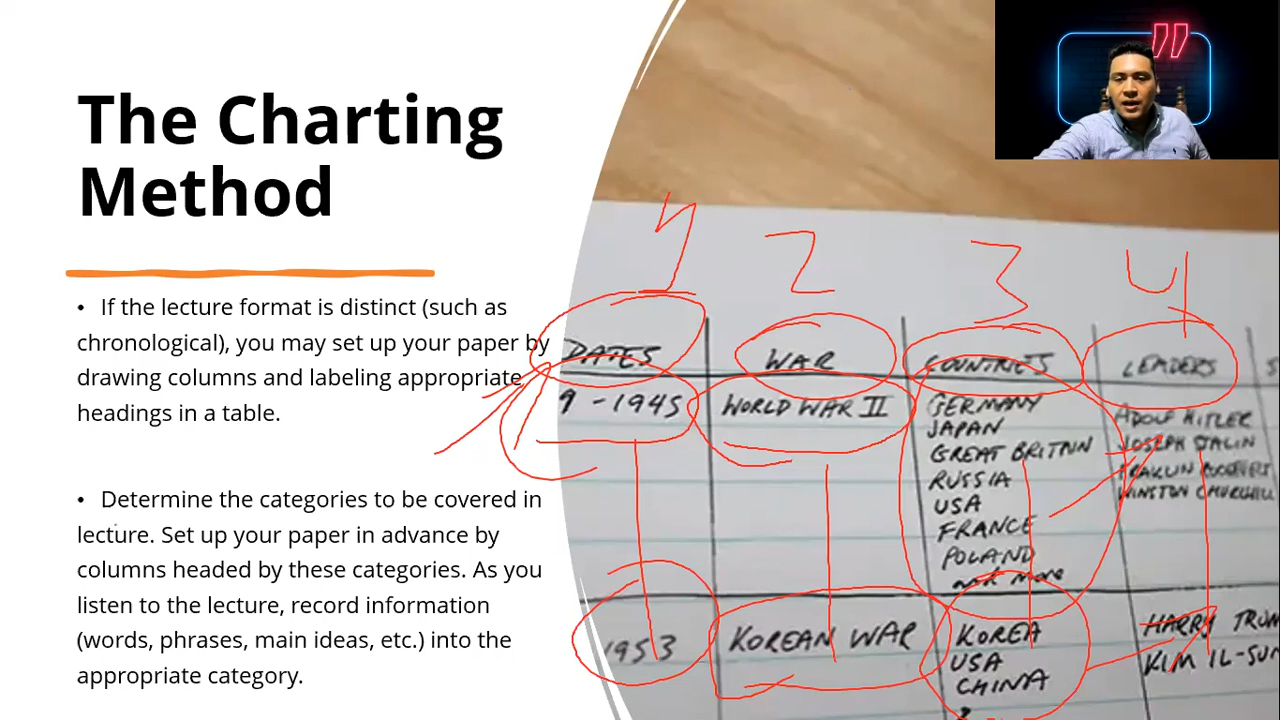 The Charting
Method
• If the lecture format is distinct (such as
chronological), you may set up your paper by
drawing columns and labeling appropriate
headings in a table.
• Determine the categories to be covered in
lecture. Set up your paper in advance by
columns headed by these categories. As you
listen to the lecture, record information
(words, phrases, main ideas, etc.) into the
appropriate category.
1 2 3 4
DATES WAR COUNTRIES LEADERS
9-1945 WORLD WAR II GERMANY ADOLF HITLER
JAPAN JOSEPH STALIN
GREAT BRITAIN
RUSSIA WINSTON CHURCHILL
USA
FRANCE
POLAND
and more
1953 KOREAN WAR KOREA HARRY TRUM
USA KIM IL-SUN
CHINA